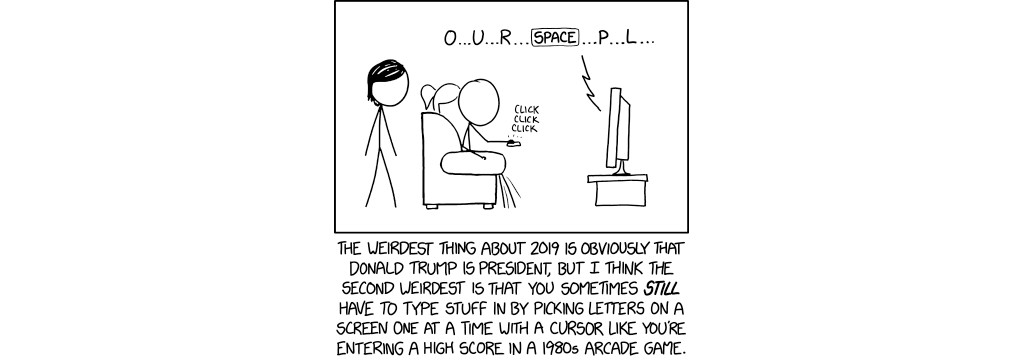 O...U...R... SPACE ...P...L...
CLICK
CLICK
CLICK
THE WEIRDEST THING ABOUT 2019 IS OBVIOUSLY THAT
DONALD TRUMP IS PRESIDENT, BUT I THINK THE
SECOND WEIRDEST IS THAT YOU SOMETIMES STILL
HAVE TO TYPE STUFF IN BY PICKING LETTERS ON A
SCREEN ONE AT A TIME WITH A CURSOR LIKE YOU'RE
ENTERING A HIGH SCORE IN A 1980s ARCADE GAME.